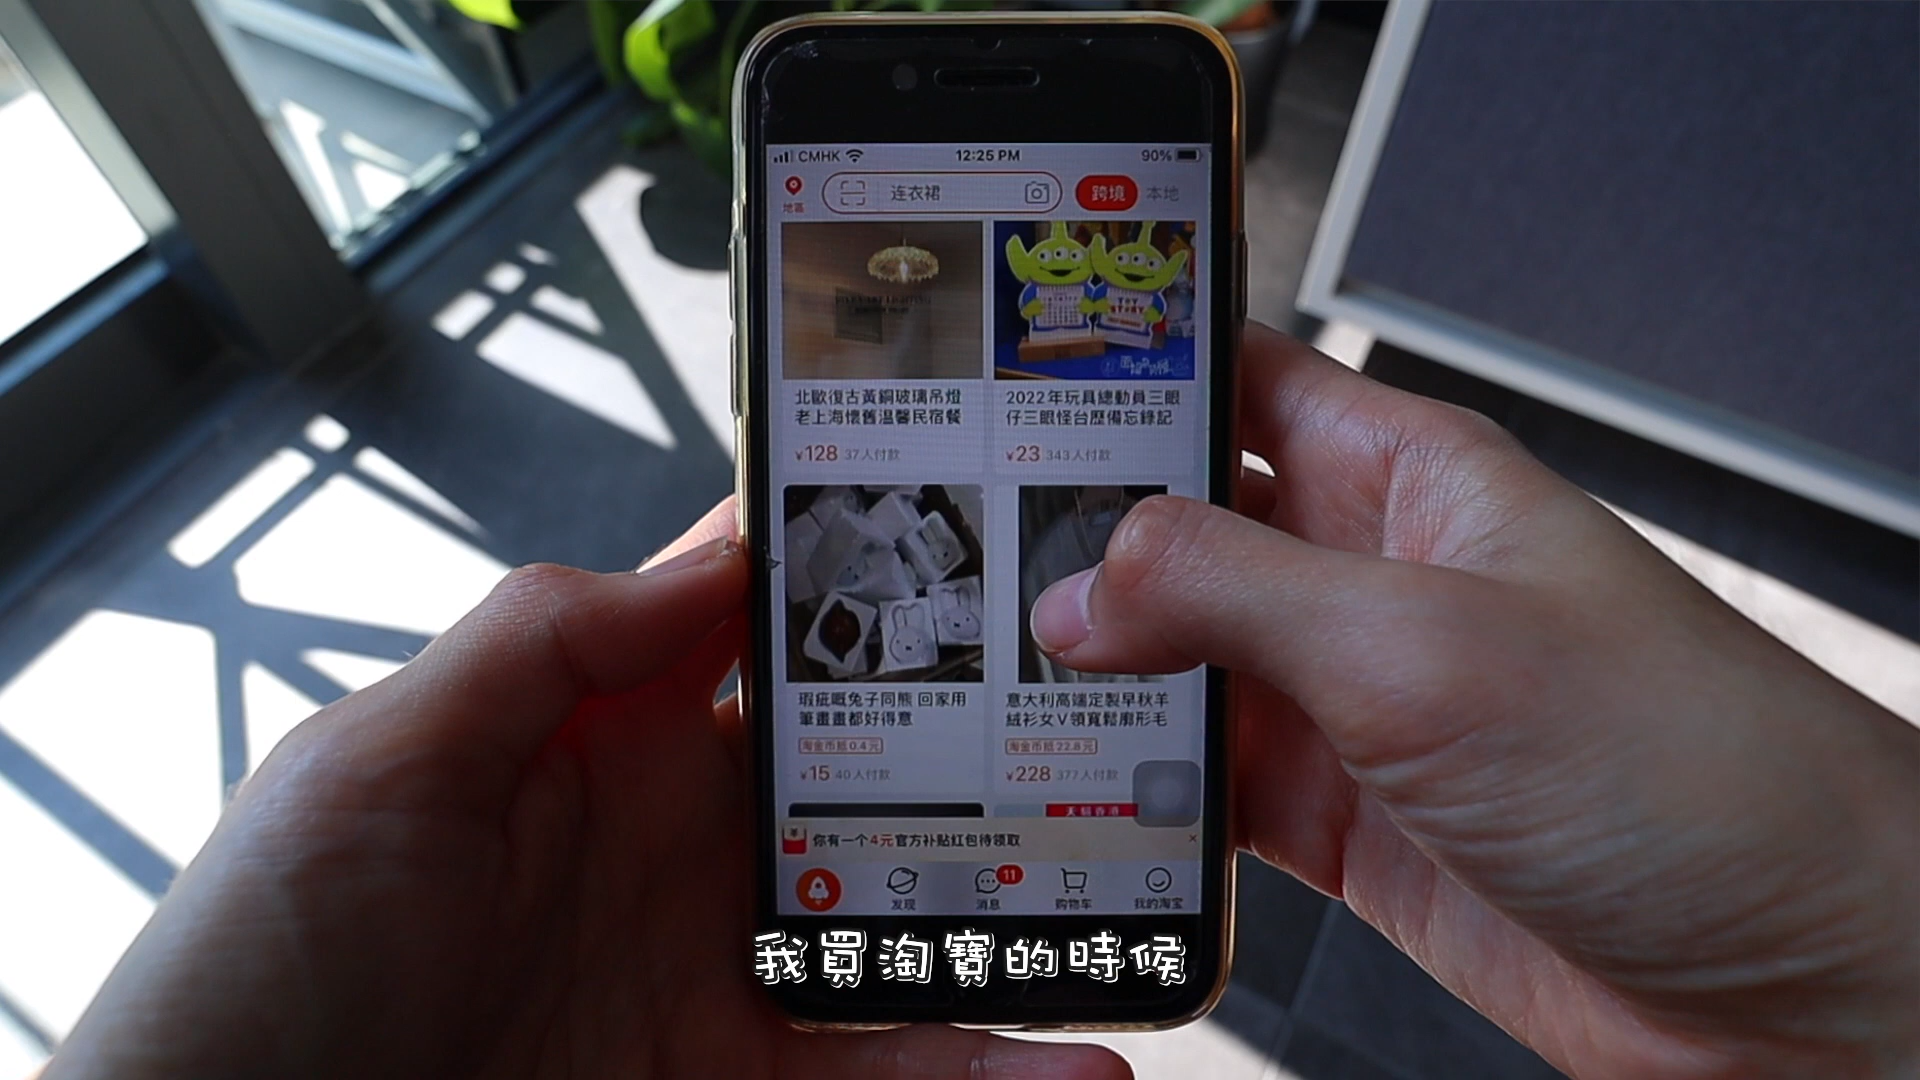 CMHK
12:25 PM
90%
地區
连衣裙
跨境
本地
TOY
STORY
北歐復古黃銅玻璃吊燈
老上海懷舊溫馨民宿餐
¥128 37人付款
2022年玩具總動員三眼
仔三眼怪台歷備忘錄記
¥23 343人付款
瑕疵嘅兔子同熊 回家用
筆畫畫都好得意
淘金币抵0.4元
¥15 40人付款
意大利高端定製早秋羊
絨衫女V領寬鬆廓形毛
淘金币抵22.8元
¥228 377人付款
天貓香港
你有一个4元官方补贴紅包待領取
×
发现
消息
11
购物车
我的淘宝
我買淘寶的時候